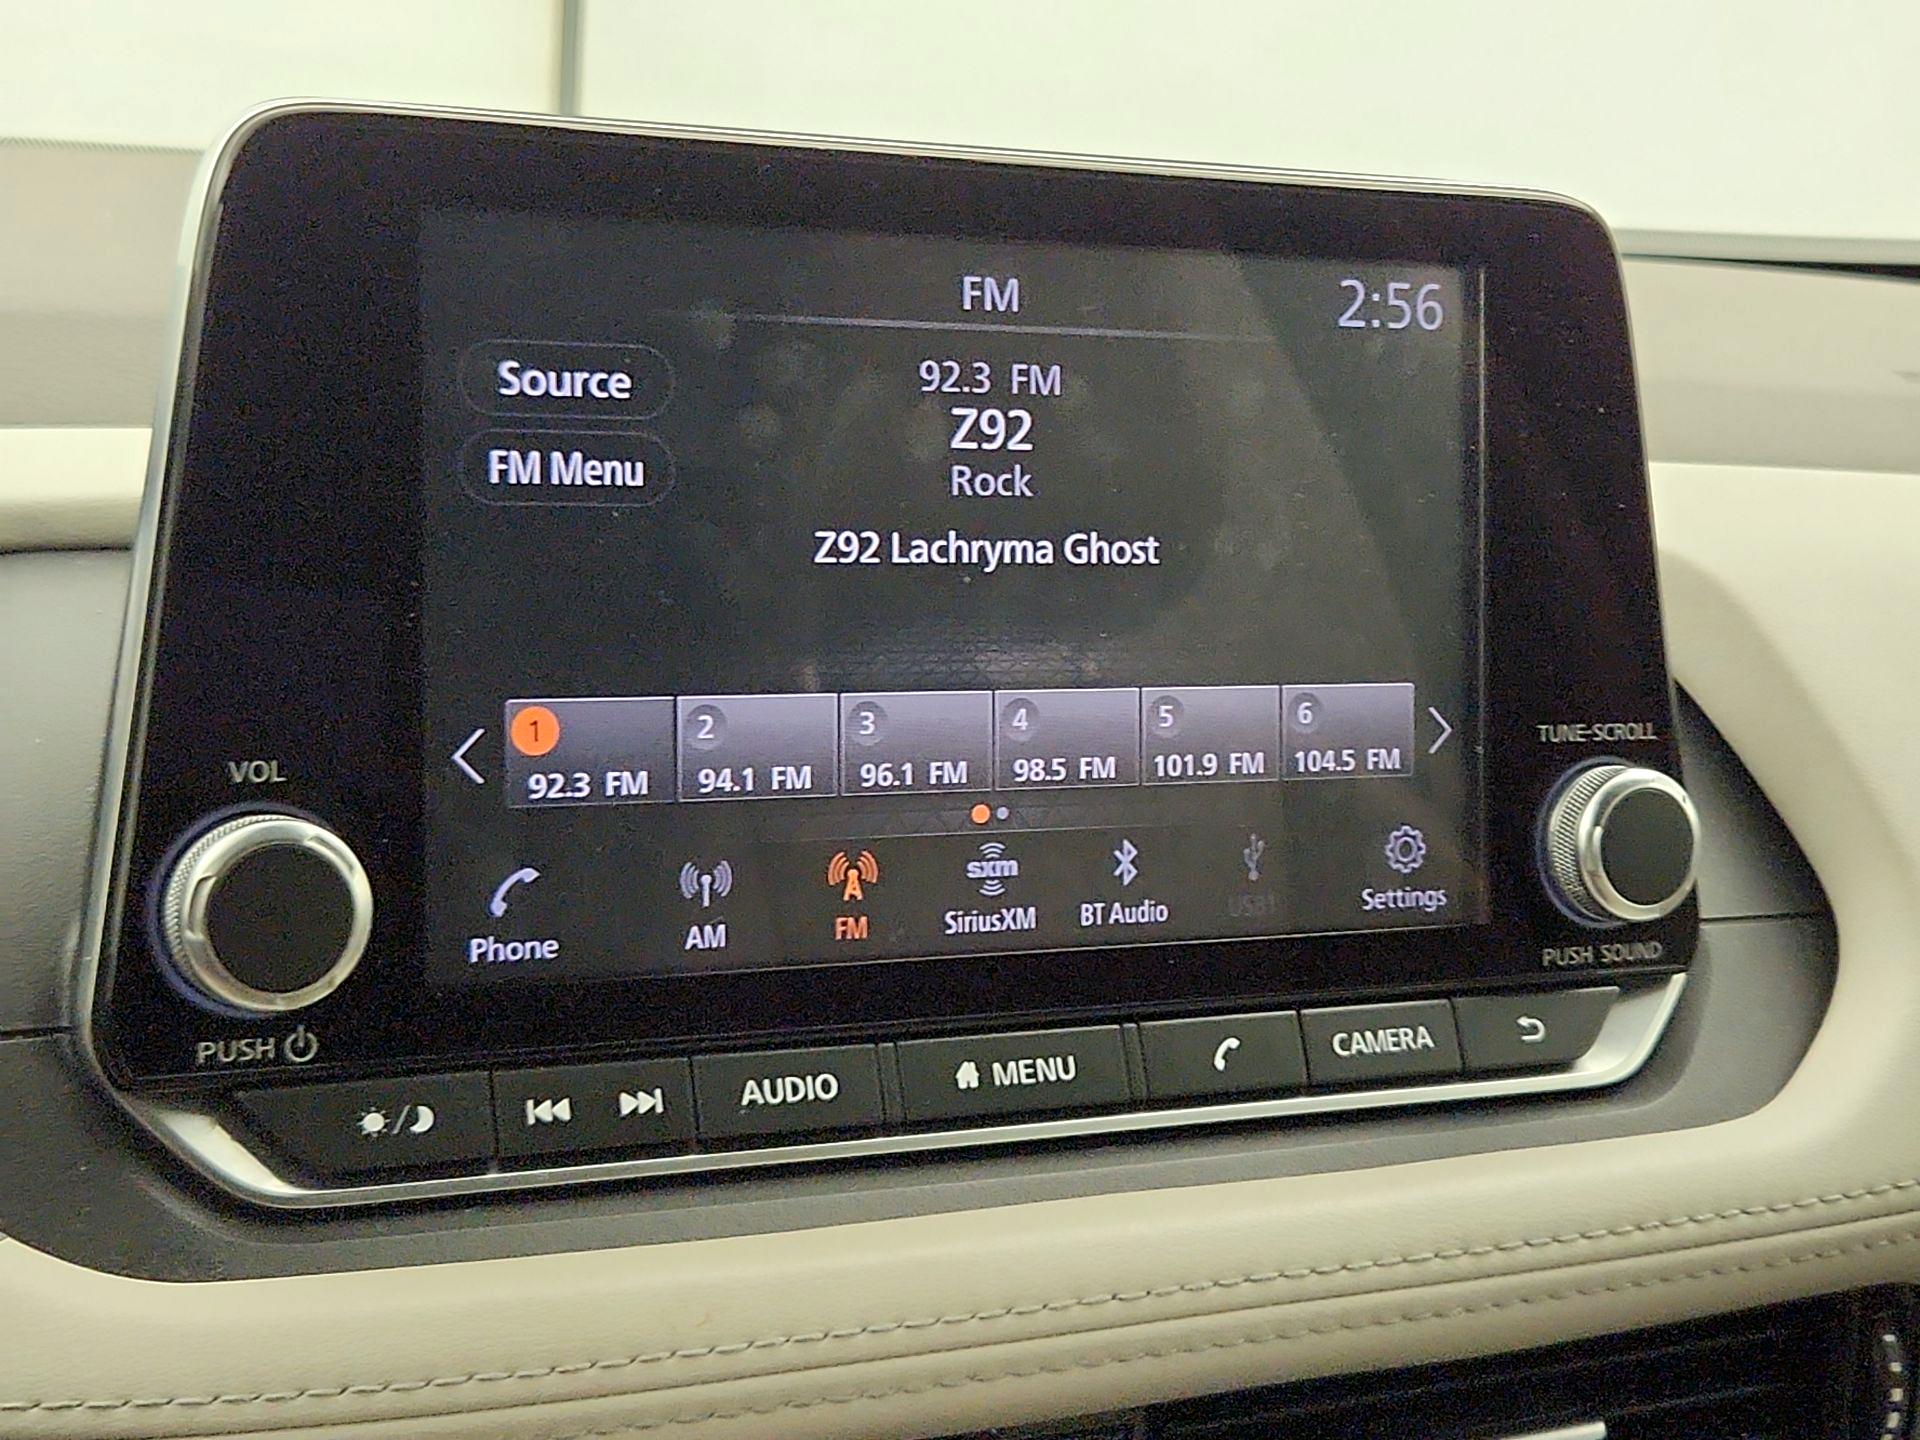 FM
2:56
Source
92.3 FM
Z92
FM Menu
Rock
Z92 Lachryma Ghost
1
92.3 FM
2
94.1 FM
3
96.1 FM
4
98.5 FM
5
101.9 FM
6
104.5 FM
Phone
AM
FM
sxm
SiriusXM
BT Audio
USB1
Settings
VOL
PUSH
TUNE-SCROLL
PUSH SOUND
AUDIO
MENU
CAMERA